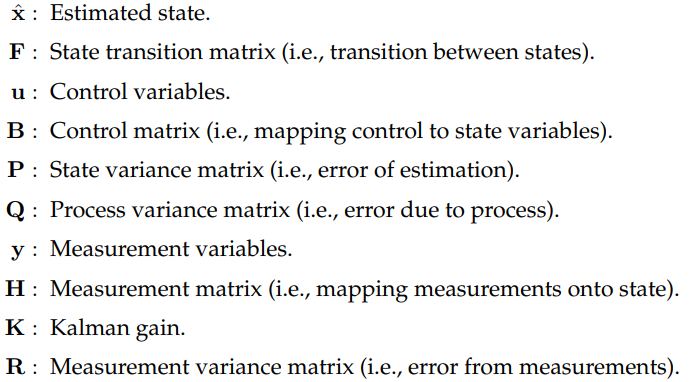 x̂ : Estimated state.
F : State transition matrix (i.e., transition between states).
u : Control variables.
B : Control matrix (i.e., mapping control to state variables).
P : State variance matrix (i.e., error of estimation).
Q : Process variance matrix (i.e., error due to process).
y : Measurement variables.
H : Measurement matrix (i.e., mapping measurements onto state).
K : Kalman gain.
R : Measurement variance matrix (i.e., error from measurements).